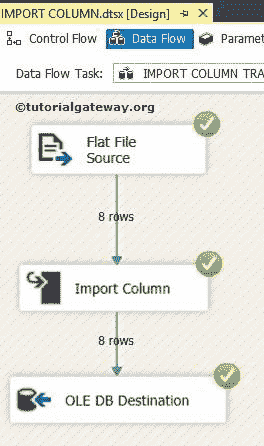 IMPORT COLUMN.dtsx [Design]
Control Flow
Data Flow
Paramet
Data Flow Task:
IMPORT COLUMN TRA
©tutorialgateway.org
Flat File
Source
8 rows
Import Column
8 rows
OLE DB Destination